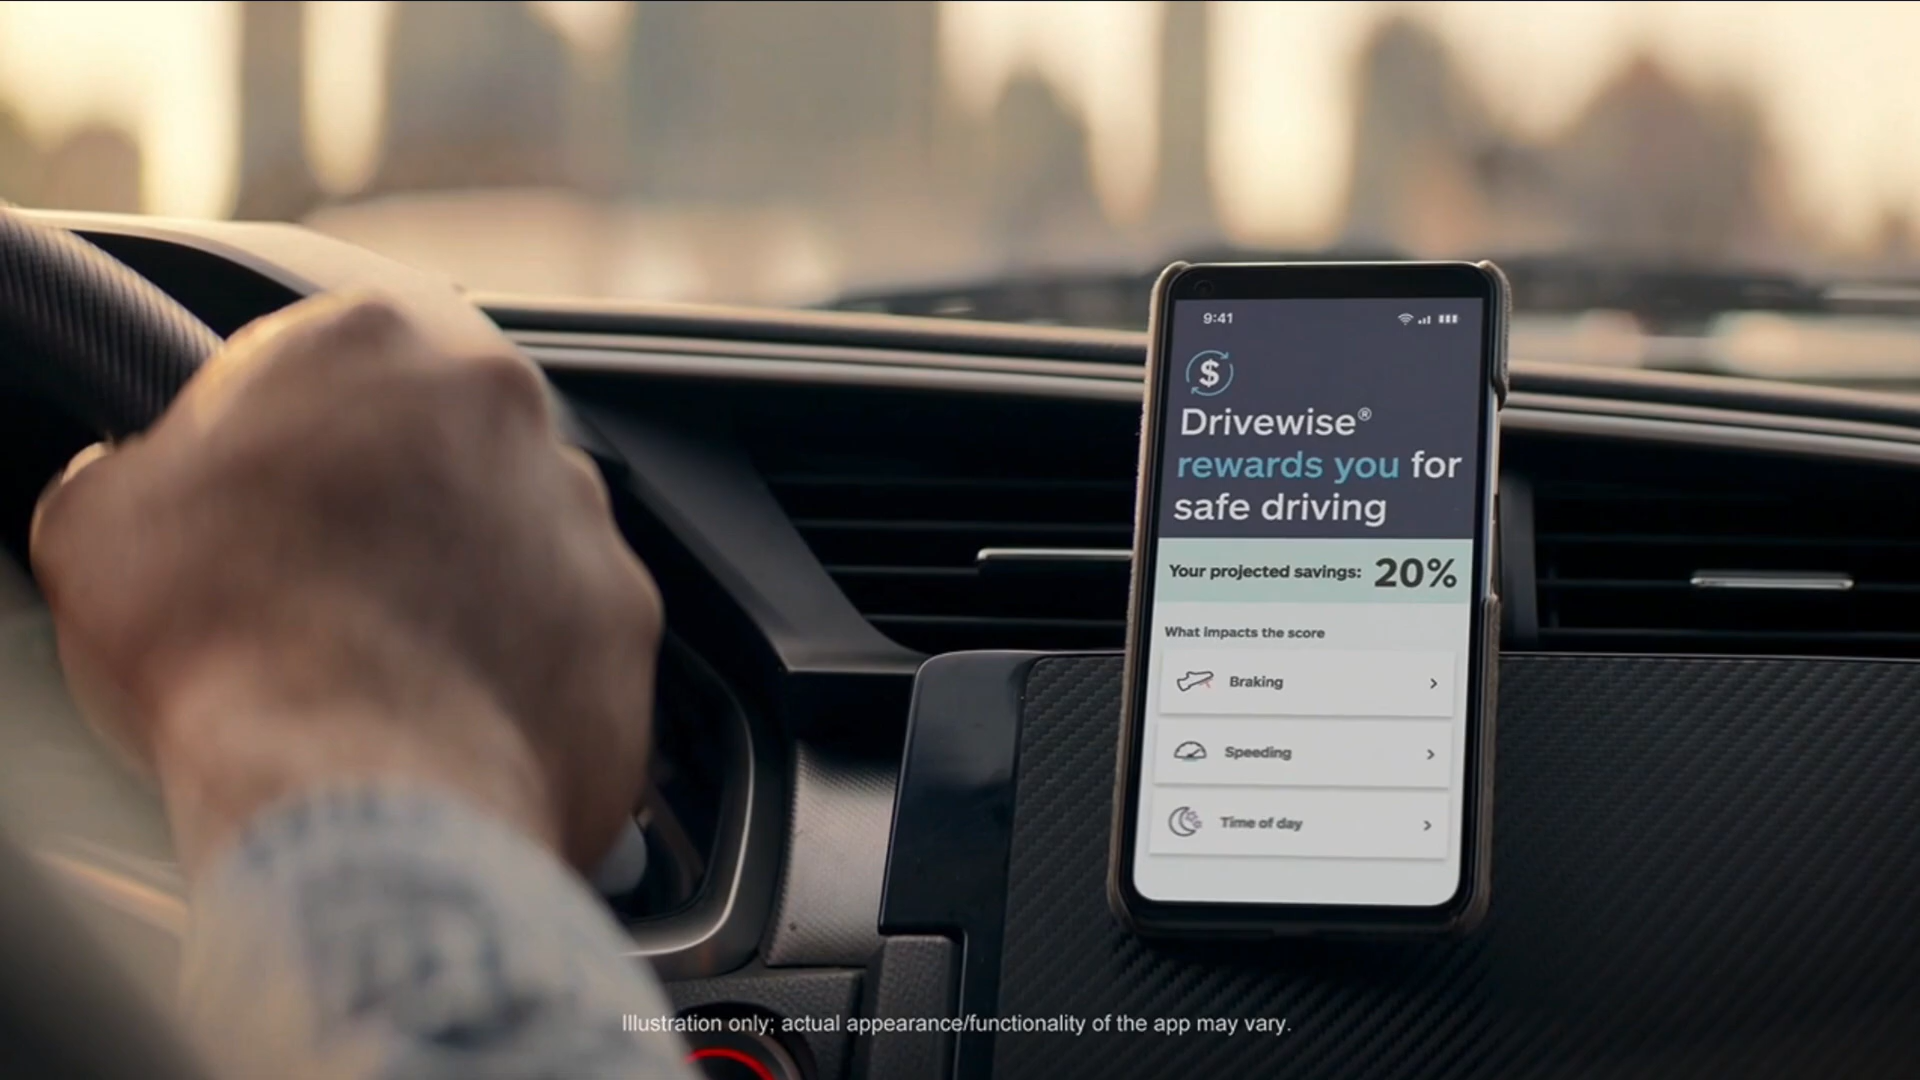 9:41
$
Drivewise®
rewards you for
safe driving
Your projected savings: 20%
What impacts the score
Braking
Speeding
Time of day
Illustration only; actual appearance/functionality of the app may vary.